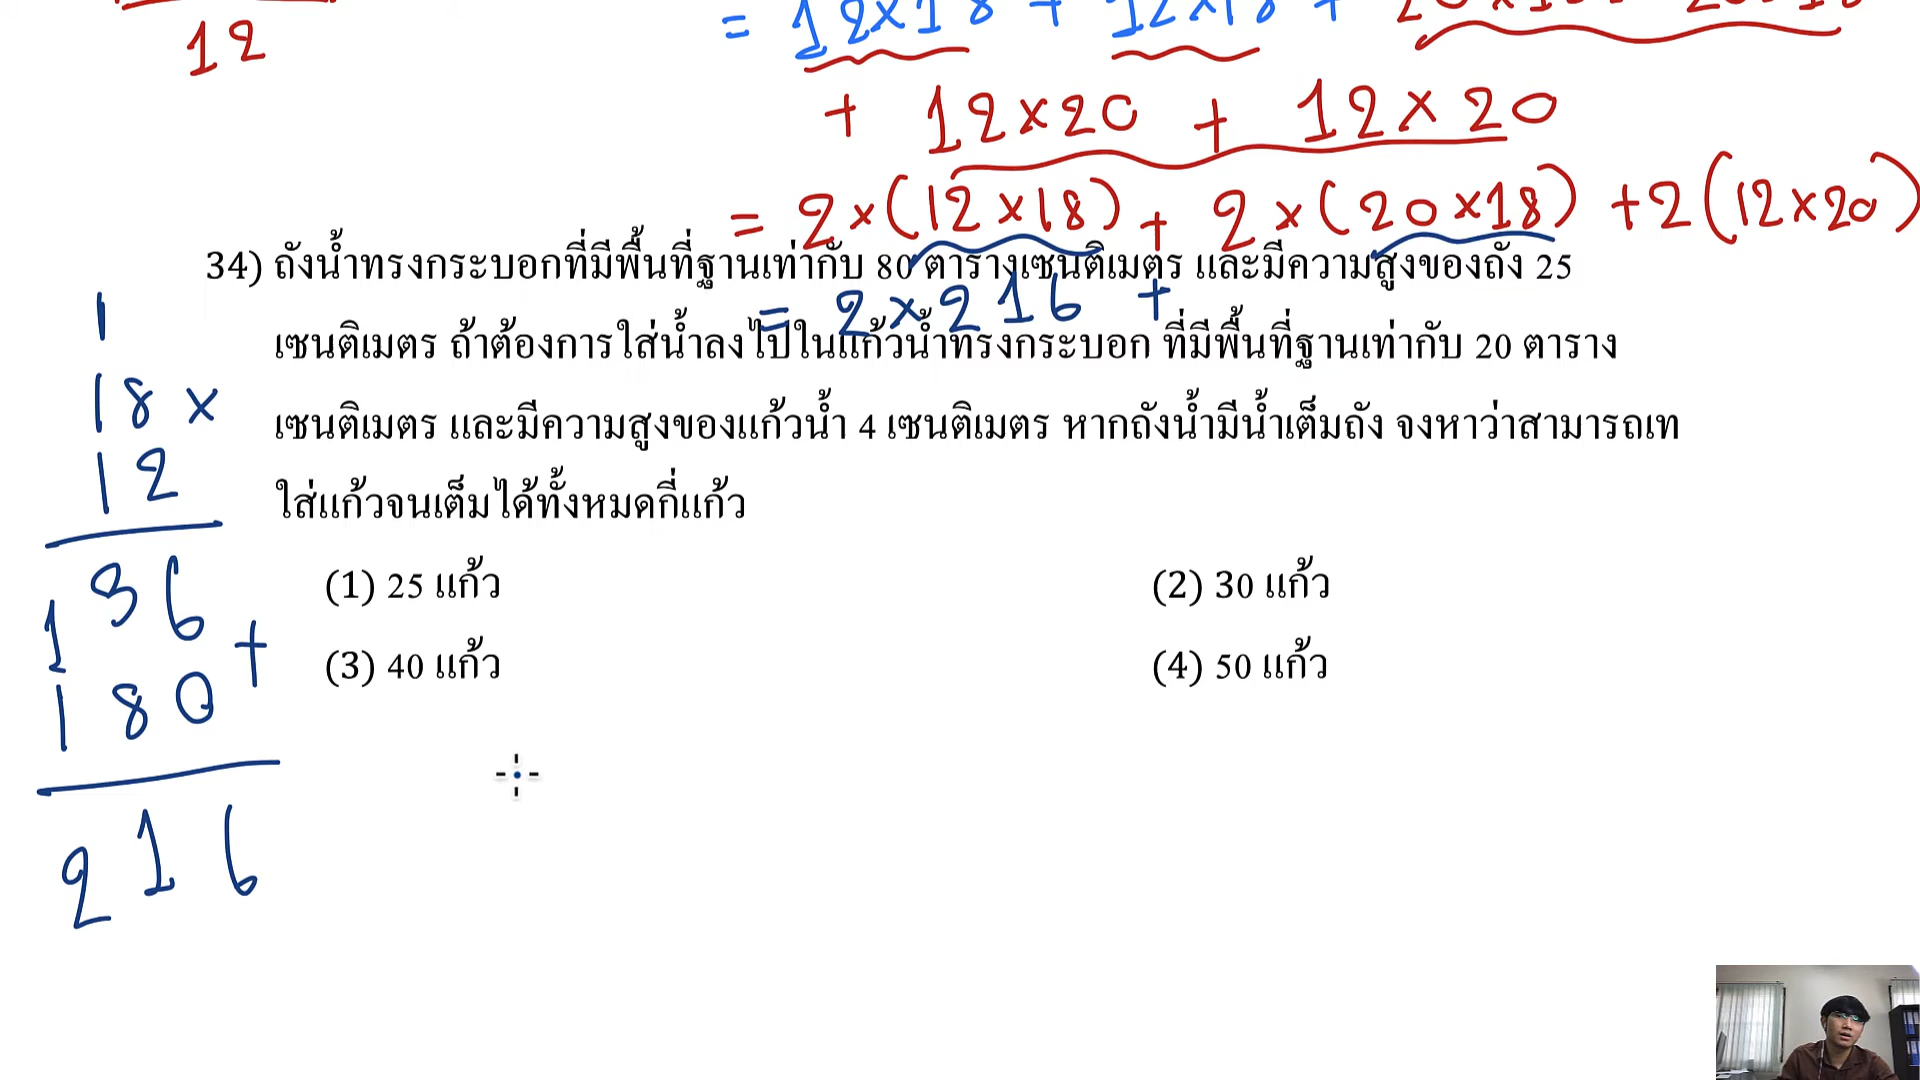 12
= 12×18 + 12×18 +
+ 12×20 + 12×20
= 2×(12×18) + 2×(20×18) +2(12×20)
34) ถังน้ำทรงกระบอกที่มีพื้นที่ฐานเท่ากับ 80 ตารางเซนติเมตร และมีความสูงของถัง 25
= 2×216 +
เซนติเมตร ถ้าต้องการใส่น้ำลงไปในแก้วน้ำทรงกระบอก ที่มีพื้นที่ฐานเท่ากับ 20 ตาราง
เซนติเมตร และมีความสูงของแก้วน้ำ 4 เซนติเมตร หากถังน้ำมีน้ำเต็มถัง จงหาว่าสามารถเท
ใส่แก้วจนเต็มได้ทั้งหมดกี่แก้ว
(1) 25 แก้ว
(2) 30 แก้ว
(3) 40 แก้ว
(4) 50 แก้ว
1
18 ×
12
1 36
+
180
216